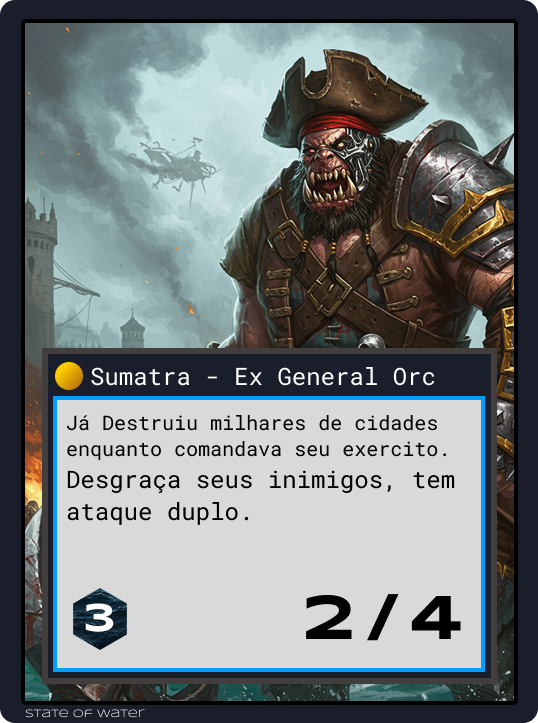 Sumatra - Ex General Orc
Já Destruiu milhares de cidades
enquanto comandava seu exercito.
Desgraça seus inimigos, tem
ataque duplo.
3
2/4
STATE OF WATER